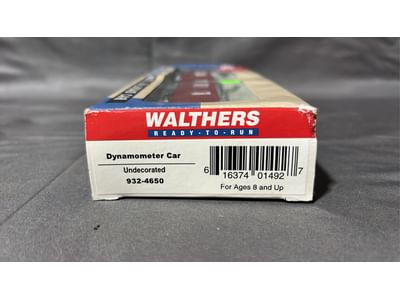 WALTHERS
READY-TO-RUN
Dynamometer Car
Undecorated
932-4650
6 16374 01492 7
For Ages 8 and Up